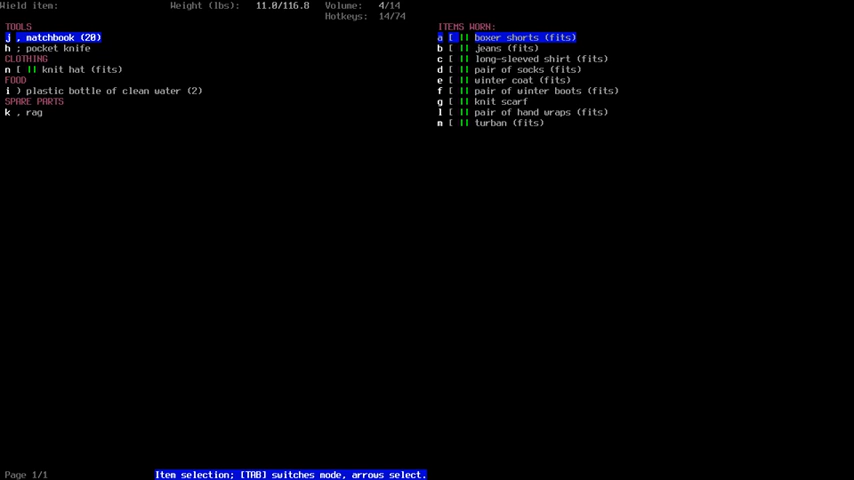 Wield item: Weight (lbs): 11.0/116.8 Volume: 4/14
Hotkeys: 14/74
TOOLS
j , matchbook (20)
h ; pocket knife
CLOTHING
n [ || knit hat (fits)
FOOD
i ) plastic bottle of clean water (2)
SPARE PARTS
k , rag
ITEMS WORN:
a [ || boxer shorts (fits)
b [ || jeans (fits)
c [ || long-sleeved shirt (fits)
d [ || pair of socks (fits)
e [ || winter coat (fits)
f [ || pair of winter boots (fits)
g [ || knit scarf
l [ || pair of hand wraps (fits)
m [ || turban (fits)
Page 1/1 Item selection; [TAB] switches mode, arrows select.